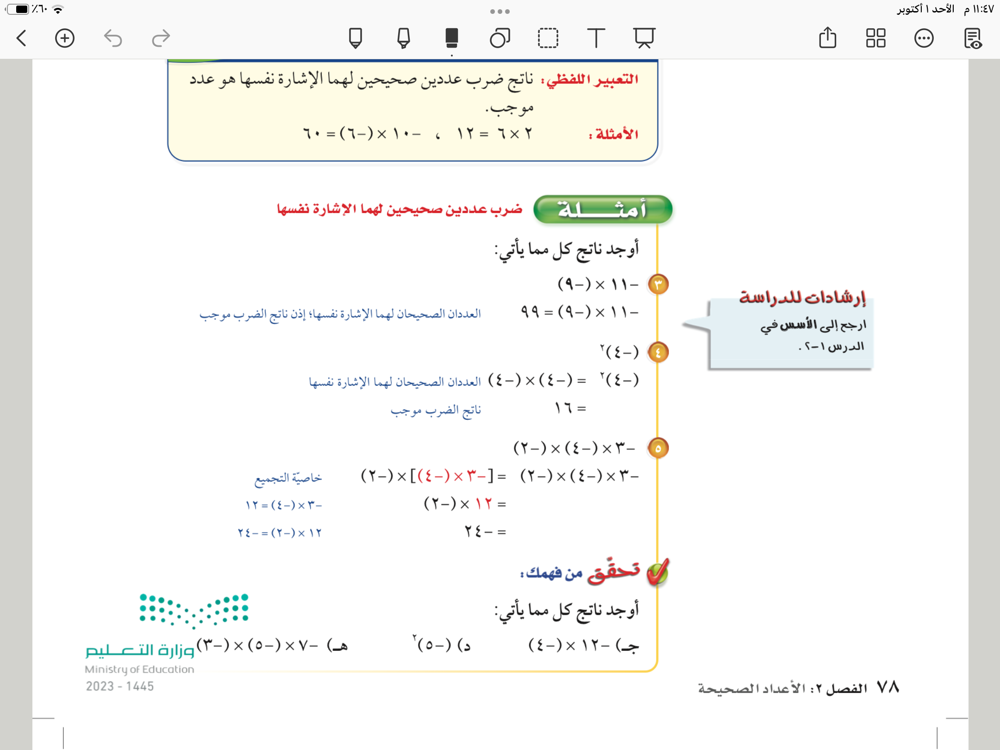 ١١:٤٧ م الأحد ١ أكتوبر
٪٦٠
التعبير اللفظي: ناتج ضرب عددين صحيحين لهما الإشارة نفسها هو عدد
موجب.
الأمثلة: ٢ × ٦ = ١٢ ، –١٠ × (–٦) = ٦٠
أمثـــلة ضرب عددين صحيحين لهما الإشارة نفسها
أوجد ناتج كل مما يأتي:
٣ –١١ × (–٩)
–١١ × (–٩) = ٩٩ العددان الصحيحان لهما الإشارة نفسها؛ إذن ناتج الضرب موجب
إرشادات للدراسة
ارجع إلى الأسس في
الدرس ١–٢ .
٤ (–٤)٢
(–٤)٢ = (–٤) × (–٤) العددان الصحيحان لهما الإشارة نفسها
= ١٦ ناتج الضرب موجب
٥ –٣ × (–٤) × (–٢)
–٣ × (–٤) × (–٢) = [–٣ × (–٤)] × (–٢) خاصيّة التجميع
= ١٢ × (–٢) –٣ × (–٤) = ١٢
= –٢٤ ١٢ × (–٢) = –٢٤
تحقّق من فهمك:
أوجد ناتج كل مما يأتي:
جـ) –١٢ × (–٤) د) (–٥)٢ هـ) –٧ × (–٥) × (–٣)
وزارة التعـليم
Ministry of Education
2023 - 1445
٧٨ الفصل ٢: الأعداد الصحيحة